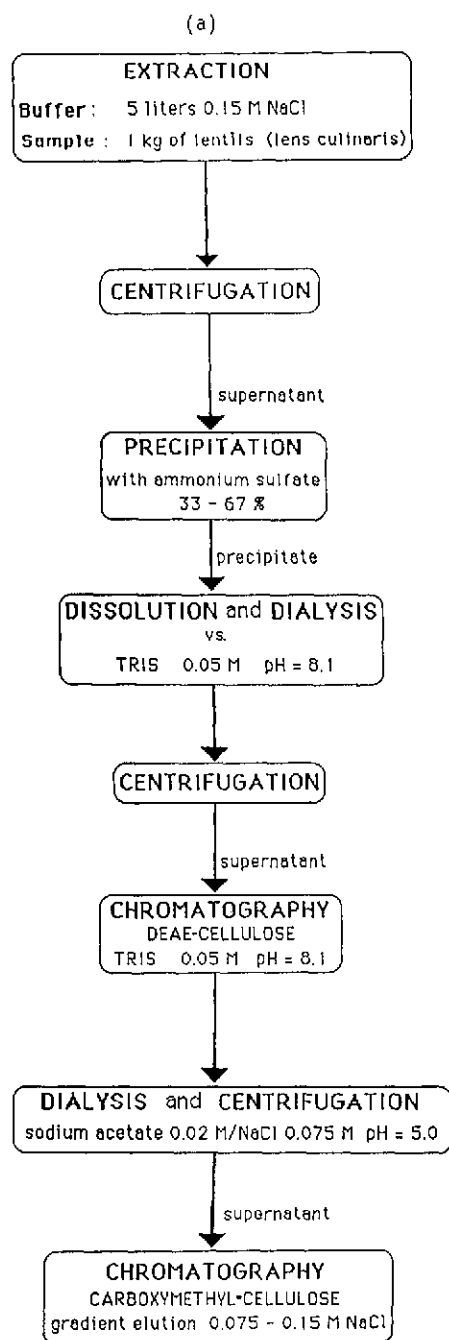 (a)
EXTRACTION
Buffer : 5 liters 0.15 M NaCl
Sample : 1 kg of lentils (lens culinaris)
CENTRIFUGATION
supernatant
PRECIPITATION
with ammonium sulfate
33 - 67 %
precipitate
DISSOLUTION and DIALYSIS
vs.
TRIS 0.05 M pH = 8.1
CENTRIFUGATION
supernatant
CHROMATOGRAPHY
DEAE-CELLULOSE
TRIS 0.05 M pH = 8.1
DIALYSIS and CENTRIFUGATION
sodium acetate 0.02 M/NaCl 0.075 M pH = 5.0
supernatant
CHROMATOGRAPHY
CARBOXYMETHYL-CELLULOSE
gradient elution 0.075 - 0.15 M NaCl